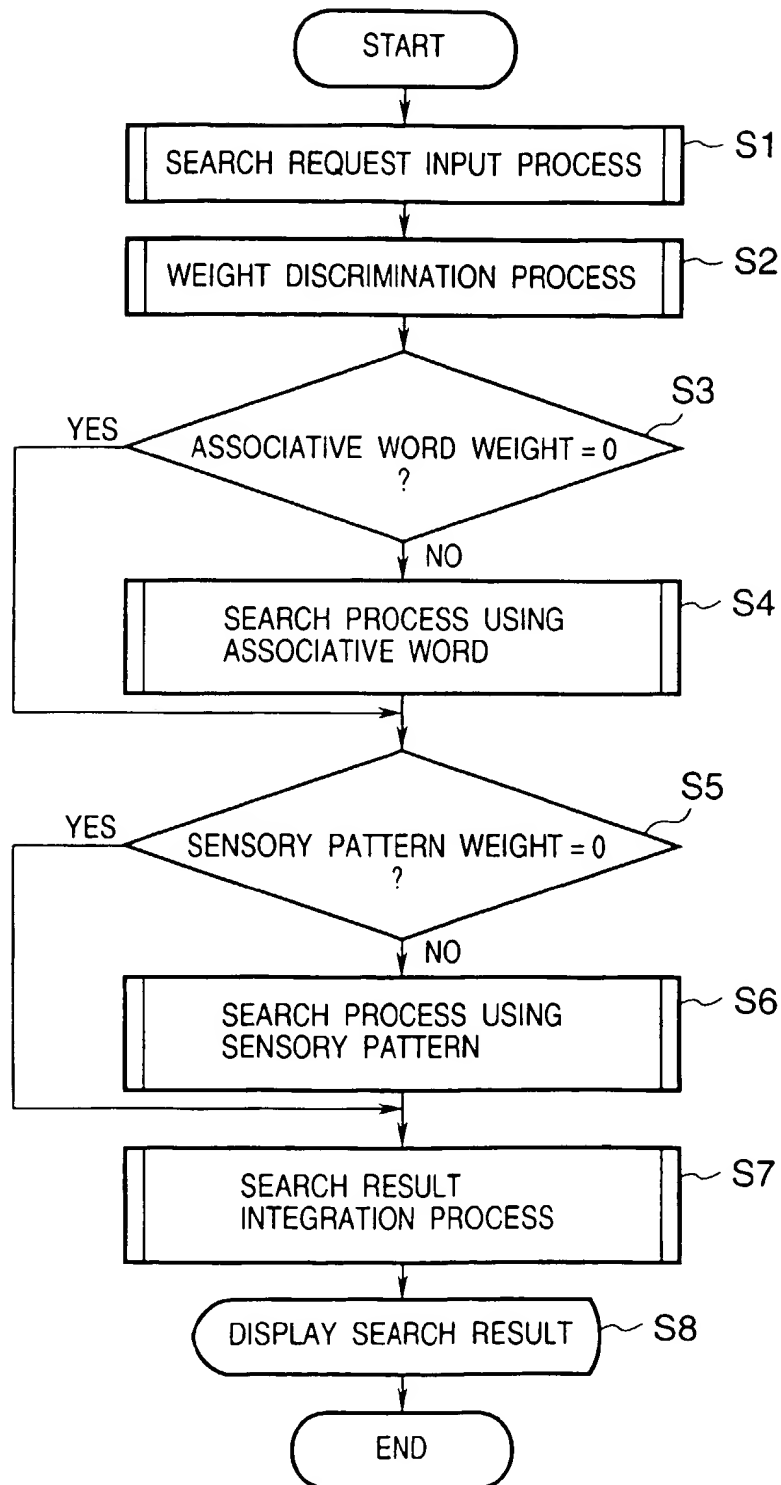 START
SEARCH REQUEST INPUT PROCESS
S1
WEIGHT DISCRIMINATION PROCESS
S2
S3
YES
ASSOCIATIVE WORD WEIGHT = 0
?
NO
SEARCH PROCESS USING
ASSOCIATIVE WORD
S4
S5
YES
SENSORY PATTERN WEIGHT = 0
?
NO
SEARCH PROCESS USING
SENSORY PATTERN
S6
SEARCH RESULT
INTEGRATION PROCESS
S7
DISPLAY SEARCH RESULT
S8
END